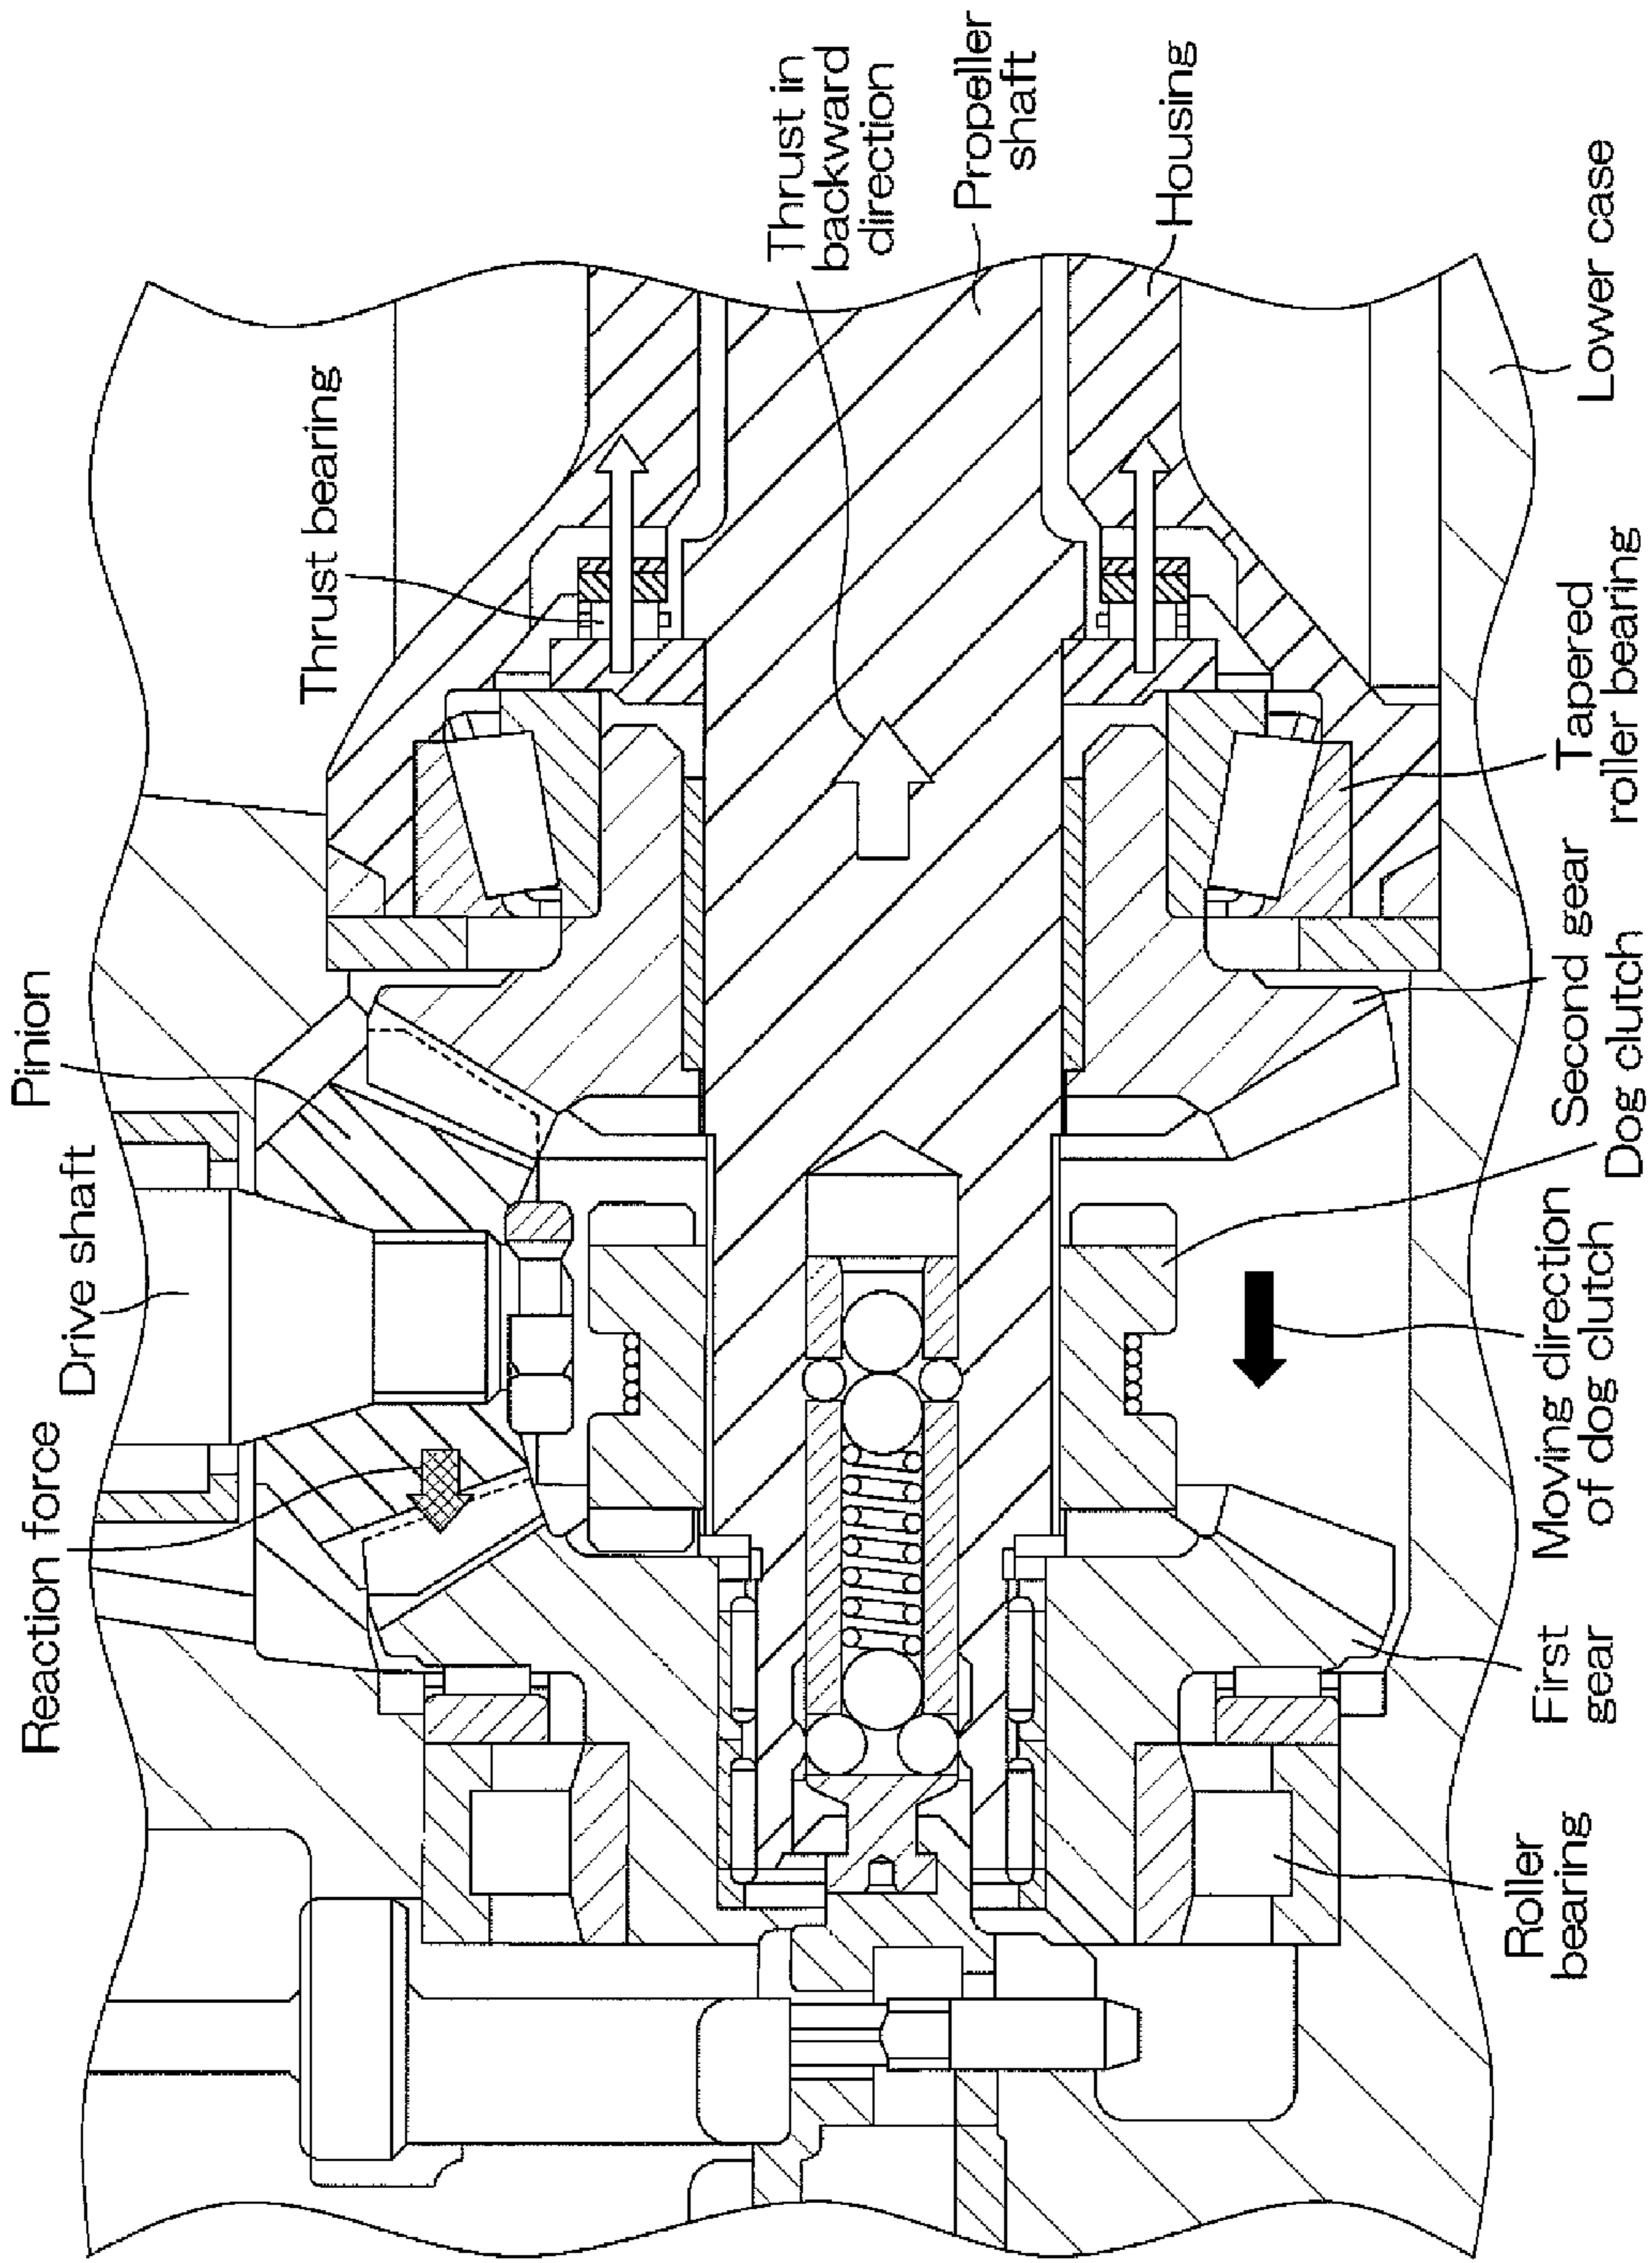 Reaction force
Drive shaft
Pinion
Thrust bearing
Thrust in
backward
direction
Propeller
shaft
Housing
Roller
bearing
First
gear
Moving direction
of dog clutch
Dog clutch
Second gear
Tapered
roller bearing
Lower case